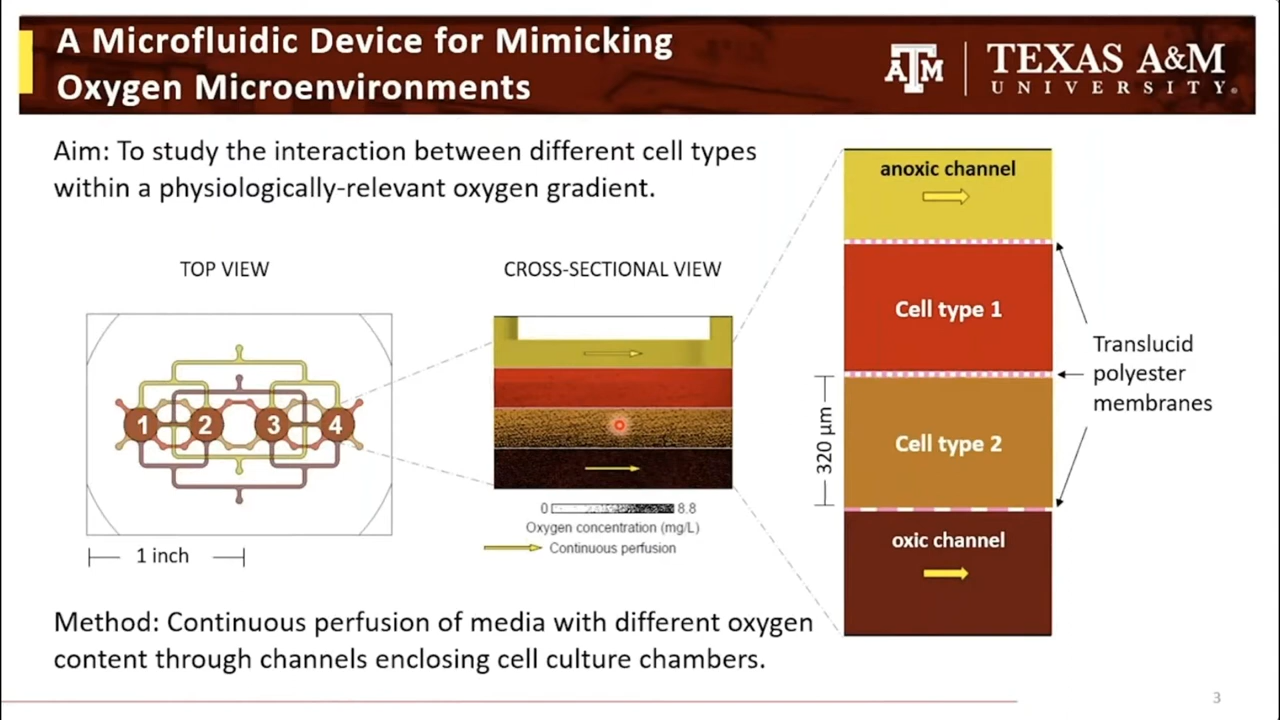 A Microfluidic Device for Mimicking
Oxygen Microenvironments
ATM
TEXAS A&M
UNIVERSITY®
Aim: To study the interaction between different cell types
within a physiologically-relevant oxygen gradient.
TOP VIEW
1
2
3
4
1 inch
CROSS-SECTIONAL VIEW
0
8.8
Oxygen concentration (mg/L)
Continuous perfusion
anoxic channel
Cell type 1
Cell type 2
oxic channel
320 µm
Translucid
polyester
membranes
Method: Continuous perfusion of media with different oxygen
content through channels enclosing cell culture chambers.
3